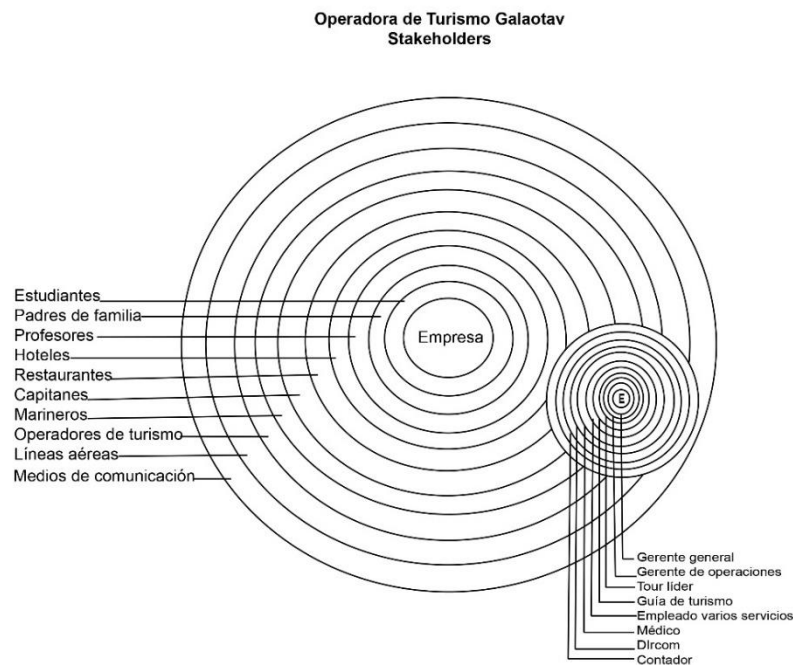 Operadora de Turismo Galaotav
Stakeholders
Estudiantes
Padres de familia
Profesores
Hoteles
Restaurantes
Capitanes
Marineros
Operadores de turismo
Líneas aéreas
Medios de comunicación
Empresa
E
Gerente general
Gerente de operaciones
Tour líder
Guía de turismo
Empleado varios servicios
Médico
DIrcom
Contador